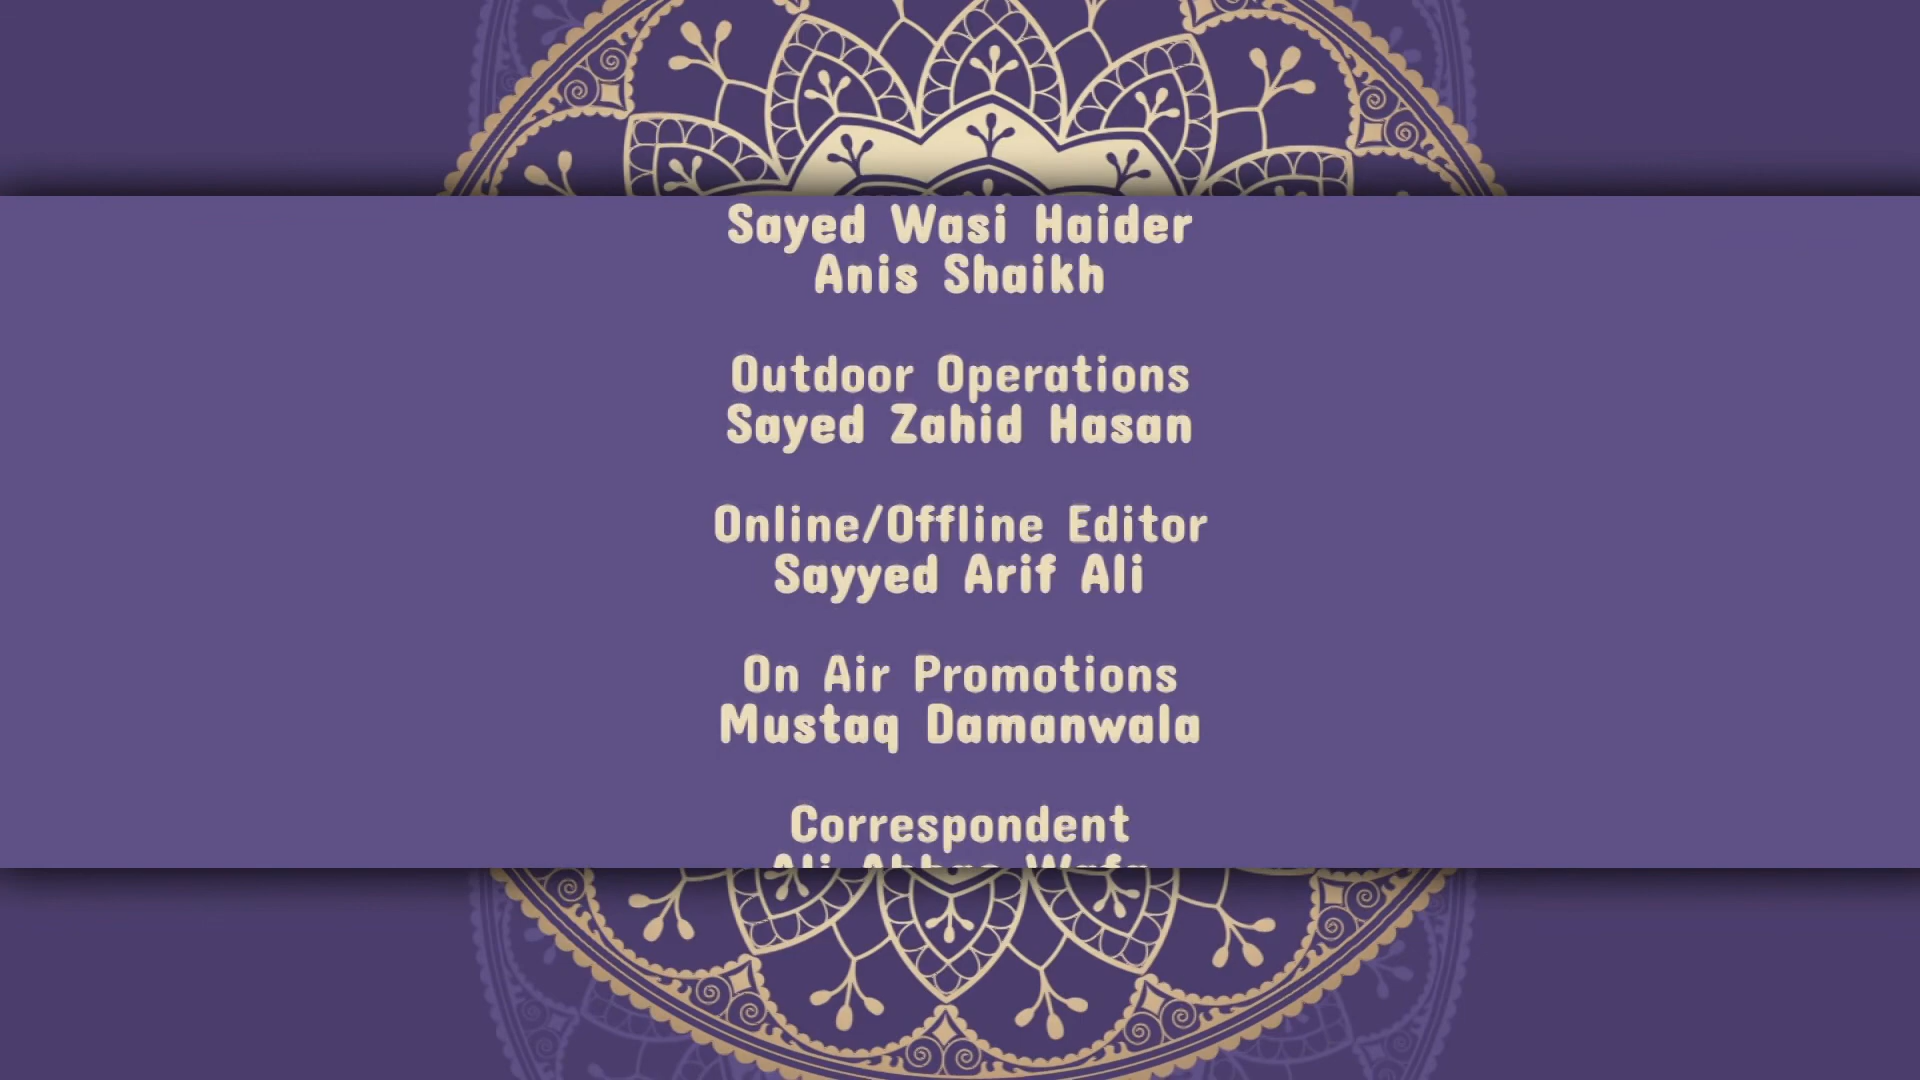 Sayed Wasi Haider
Anis Shaikh
Outdoor Operations
Sayed Zahid Hasan
Online/Offline Editor
Sayyed Arif Ali
On Air Promotions
Mustaq Damanwala
Correspondent